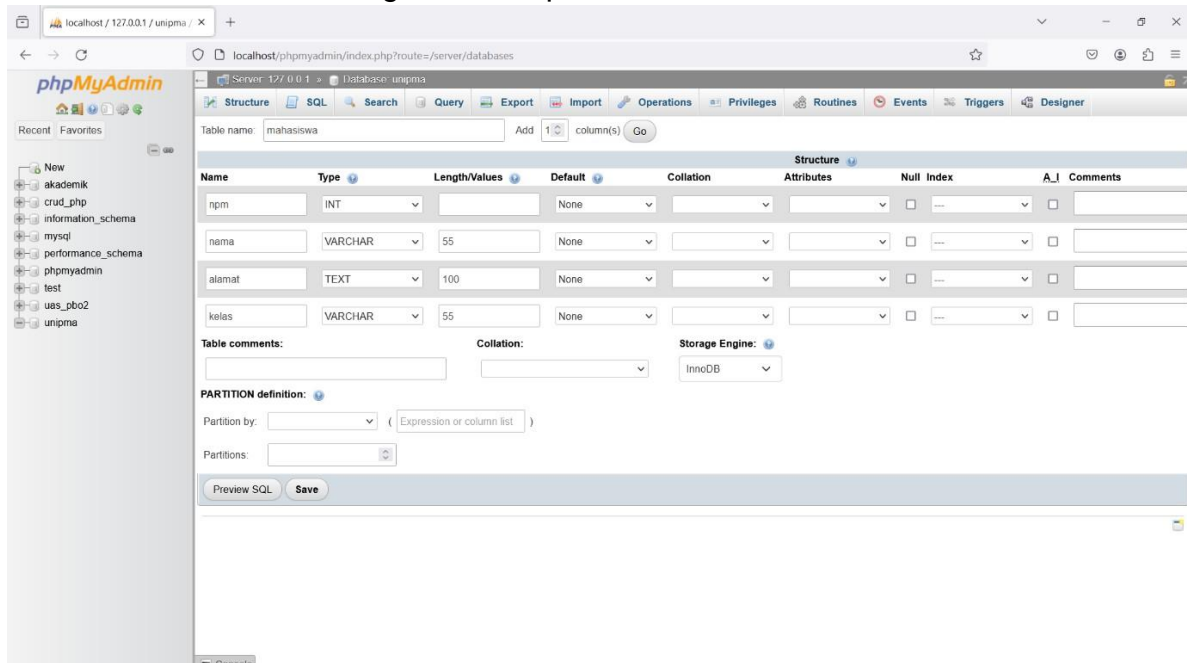 localhost / 127.0.0.1 / unipma /
localhost/phpmyadmin/index.php?route=/server/databases
phpMyAdmin
Recent Favorites
New
akademik
crud_php
information_schema
mysql
performance_schema
phpmyadmin
test
uas_pbo2
unipma
Server: 127.0.0.1 » Database: unipma
Structure SQL Search Query Export Import Operations Privileges Routines Events Triggers Designer
Table name: mahasiswa Add 1 column(s) Go
Structure
Name Type Length/Values Default Collation Attributes Null Index A_I Comments
npm INT None ---
nama VARCHAR 55 None ---
alamat TEXT 100 None ---
kelas VARCHAR 55 None ---
Table comments: Collation: Storage Engine:
InnoDB
PARTITION definition:
Partition by: ( Expression or column list )
Partitions:
Preview SQL Save
Console